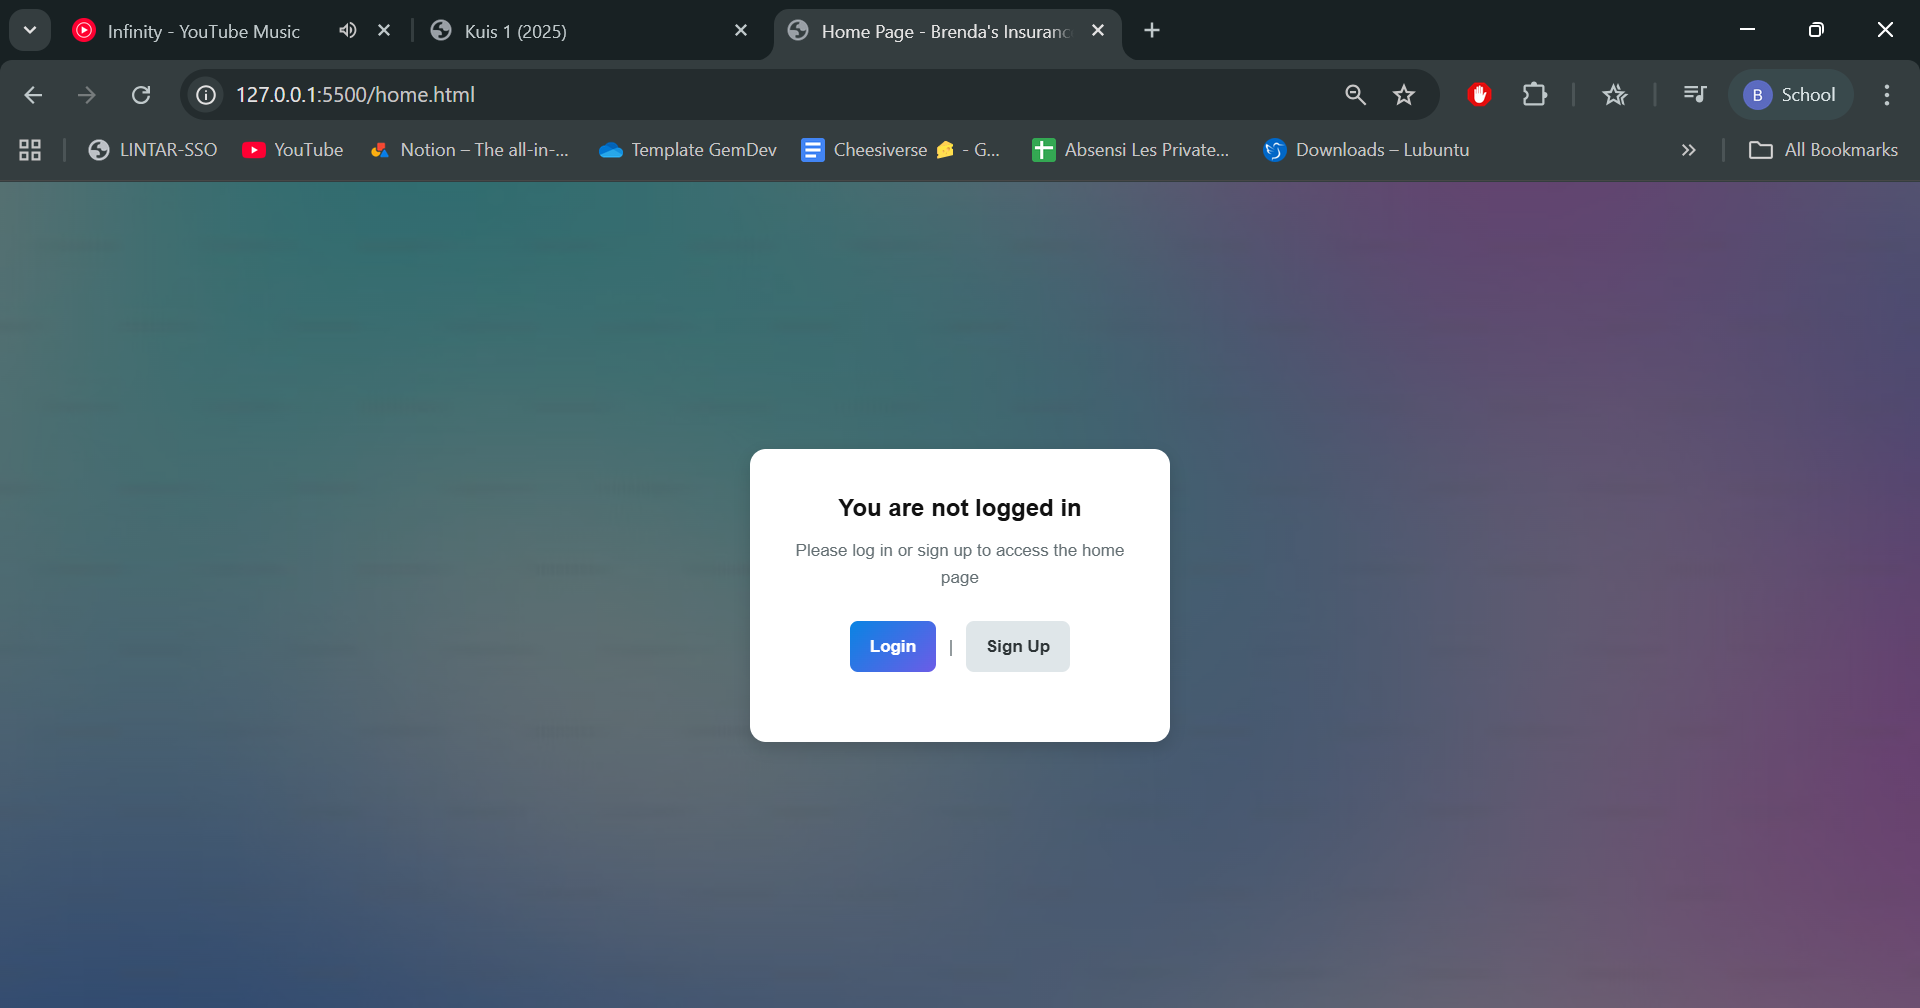 Infinity - YouTube Music
Kuis 1 (2025)
Home Page - Brenda's Insuranc
127.0.0.1:5500/home.html
B School
LINTAR-SSO
YouTube
Notion – The all-in-...
Template GemDev
Cheesiverse 🧀 - G...
Absensi Les Private...
Downloads – Lubuntu
All Bookmarks
You are not logged in
Please log in or sign up to access the home
page
Login | Sign Up